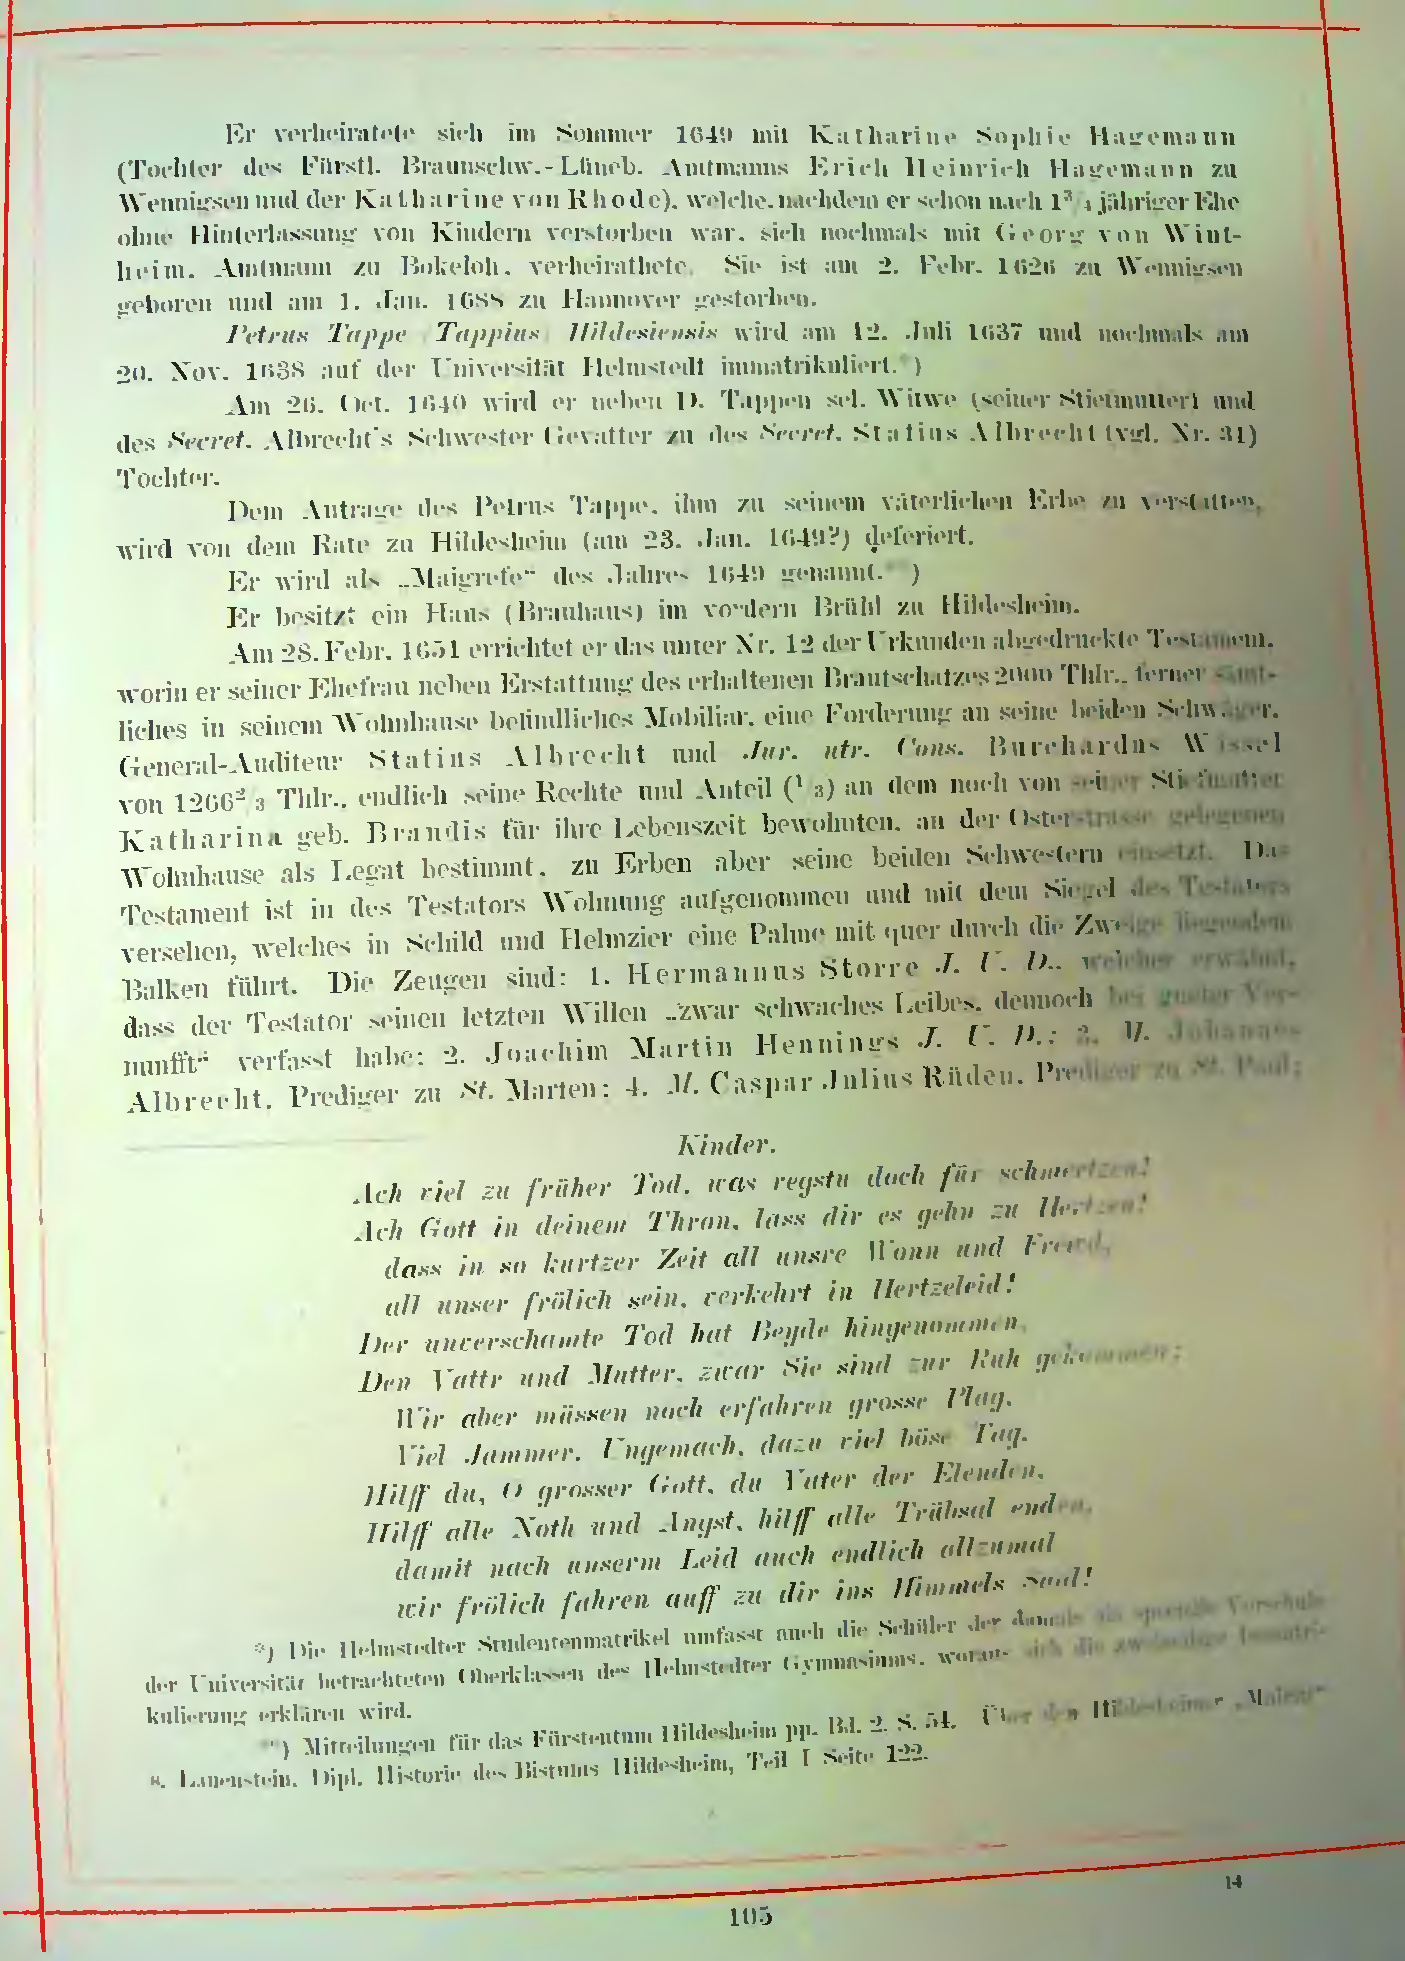 Er verheiratete sich im Sommer 1649 mit Katharine Sophie Hagemann
(Tochter des Fürstl. Braunschw.-Lüneb. Amtmanns Erich Heinrich Hagemann zu
Wennigsen und der Katharine von Rhode), welche, nachdem er schon nach 1³/₄ jähriger Ehe
ohne Hinterlassung von Kindern verstorben war, sich nochmals mit Georg von Wint-
heim, Amtmann zu Bokeloh, verheirathete. Sie ist am 2. Febr. 1626 zu Wennigsen
geboren und am 1. Jan. 1688 zu Hannover gestorben.
Petrus Tappe (Tappius) Hildesiensis wird am 12. Juli 1637 und nochmals am
20. Nov. 1638 auf der Universität Helmstedt immatrikuliert.*)
Am 26. Oct. 1640 wird er neben D. Tappen sel. Witwe (seiner Stiefmutter) und
des Secret. Albrecht's Schwester Gevatter zu des Secret. Statius Albrecht (vgl. Nr. 31)
Tochter.
Dem Antrage des Petrus Tappe, ihm zu seinem väterlichen Erbe zu verstatten,
wird von dem Rate zu Hildesheim (am 23. Jan. 1649?) deferiert.
Er wird als „Maigrefe“ des Jahres 1649 genannt.**)
Er besitzt ein Haus (Brauhaus) im vordern Brühl zu Hildesheim.
Am 28. Febr. 1651 errichtet er das unter Nr. 12 der Urkunden abgedruckte Testament,
worin er seiner Ehefrau neben Erstattung des erhaltenen Brautschatzes 2000 Thlr., ferner sämt-
liches in seinem Wohnhause befindliches Mobiliar, eine Forderung an seine beiden Schwäger,
General-Auditeur Statius Albrecht und Jur. utr. Cons. Burchardus Wissel
von 1266²/₃ Thlr., endlich seine Rechte und Anteil (¹/₃) an dem noch von seiner Stiefmutter
Katharina geb. Brandis für ihre Lebenszeit bewohnten, an der Osterstrasse gelegenen
Wohnhause als Legat bestimmt, zu Erben aber seine beiden Schwestern einsetzt. Das
Testament ist in des Testators Wohnung aufgenommen und mit dem Siegel des Testators
versehen, welches in Schild und Helmzier eine Palme mit quer durch die Zweige liegendem
Balken führt. Die Zeugen sind: 1. Hermannus Storre J. U. D., welcher erwähnt,
dass der Testator seinen letzten Willen „zwar schwaches Leibes, dennoch bei gueter Ver-
nunfft“ verfasst habe; 2. Joachim Martin Hennings J. U. D.; 3. M. Johannes
Albrecht, Prediger zu St. Marten; 4. M. Caspar Julius Rüden, Prediger zu St. Paul;
Kinder.
Ach viel zu früher Tod, was regstu doch für schmertzen!
Ach Gott in deinem Thron, lass dir es gehn zu Hertzen!
dass in so kurtzer Zeit all unsre Wonn und Freud,
all unser frölich sein, verkehrt in Hertzeleid!
Der unverschamte Tod hat Beyde hingenommen,
Den Vattr und Mutter, zwar Sie sind zur Ruh gekommen;
Wir aber müssen noch erfahren grosse Plag,
Viel Jammer, Ungemach, dazu viel böse Tag.
Hilff du, O grosser Gott, du Vater der Elenden,
Hilff alle Noth und Angst, hilff alle Trübsal enden,
damit nach unserm Leid auch endlich allzumal
wir frölich fahren auff zu dir ins Himmels Saal!
*) Die Helmstedter Studentenmatrikel umfasst auch die Schüler der damals als spezielle Vorschule
der Universität betrachteten Oberklassen des Helmstedter Gymnasiums, woraus sich die zweimalige Immatri-
kulierung erklären wird.
**) Mitteilungen für das Fürstentum Hildesheim pp. Bd. 2. S. 54. Über den Hildesheimer
s. Lauenstein, Dipl. Historie des Bistums Hildesheim, Teil I Seite 122.
14
105